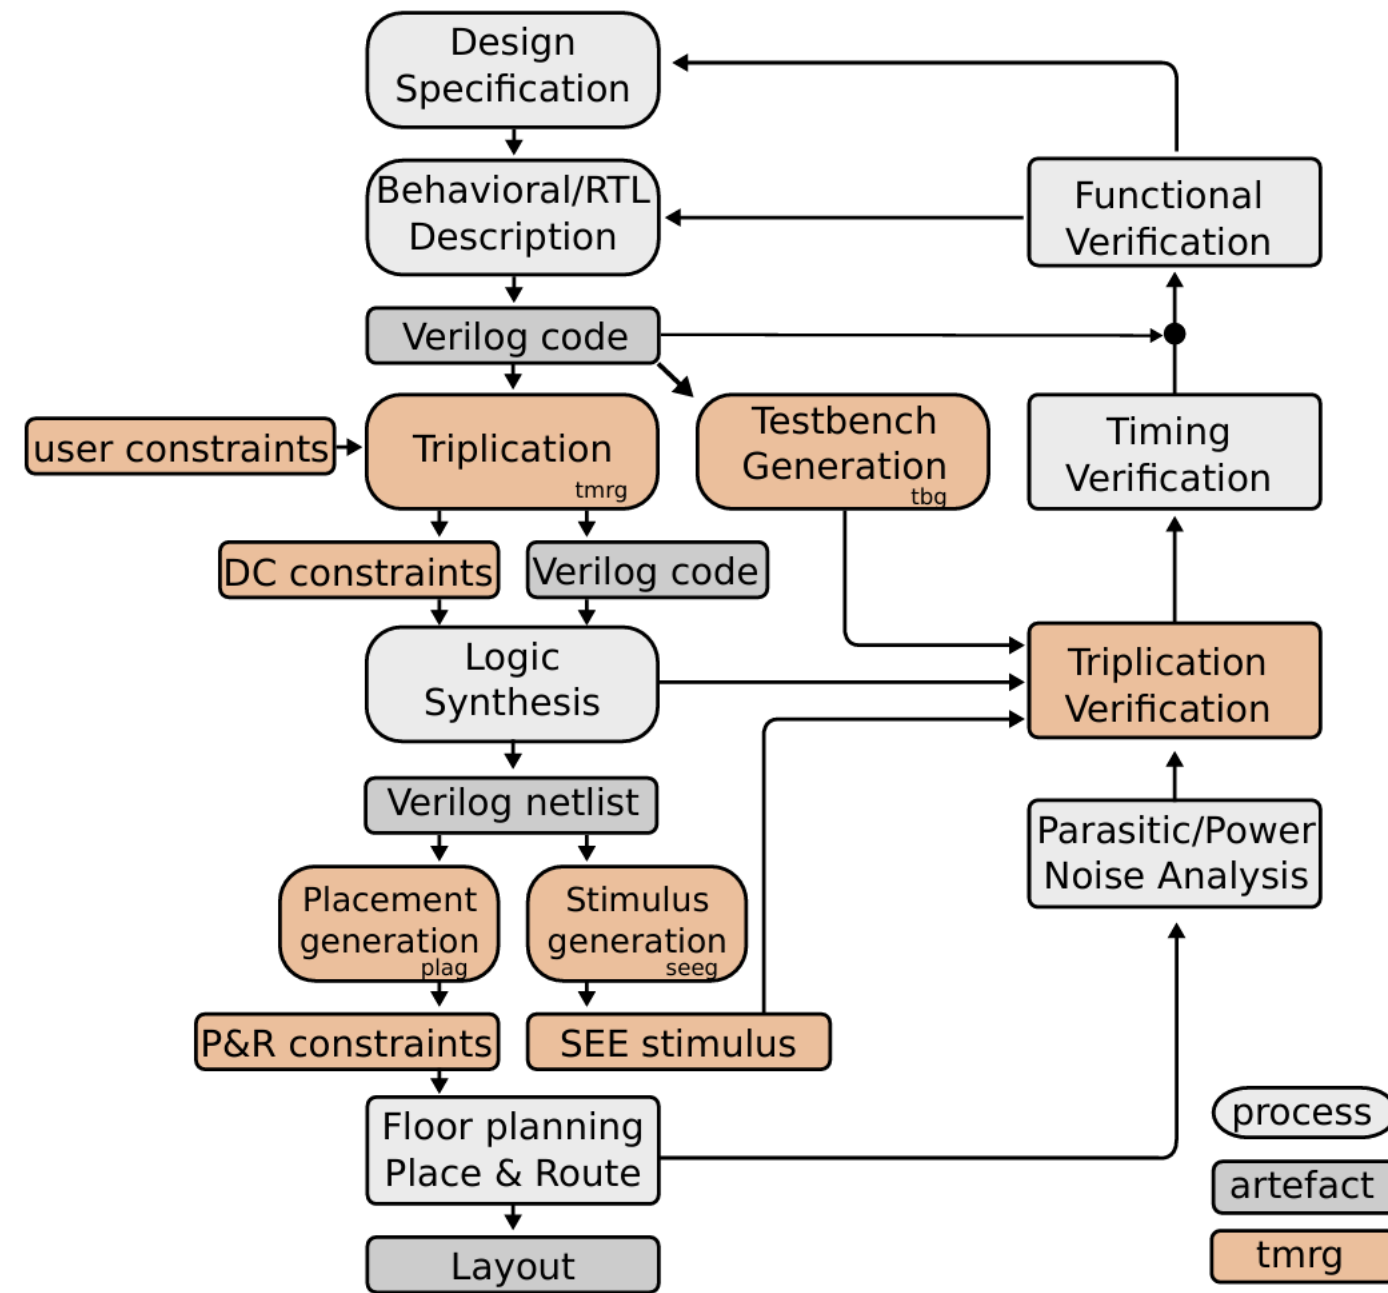 Design
Specification
Behavioral/RTL
Description
Functional
Verification
Verilog code
user constraints
Triplication
tmrg
Testbench
Generation
tbg
Timing
Verification
DC constraints
Verilog code
Logic
Synthesis
Triplication
Verification
Verilog netlist
Parasitic/Power
Noise Analysis
Placement
generation
plag
Stimulus
generation
seeg
P&R constraints
SEE stimulus
Floor planning
Place & Route
Layout
process
artefact
tmrg